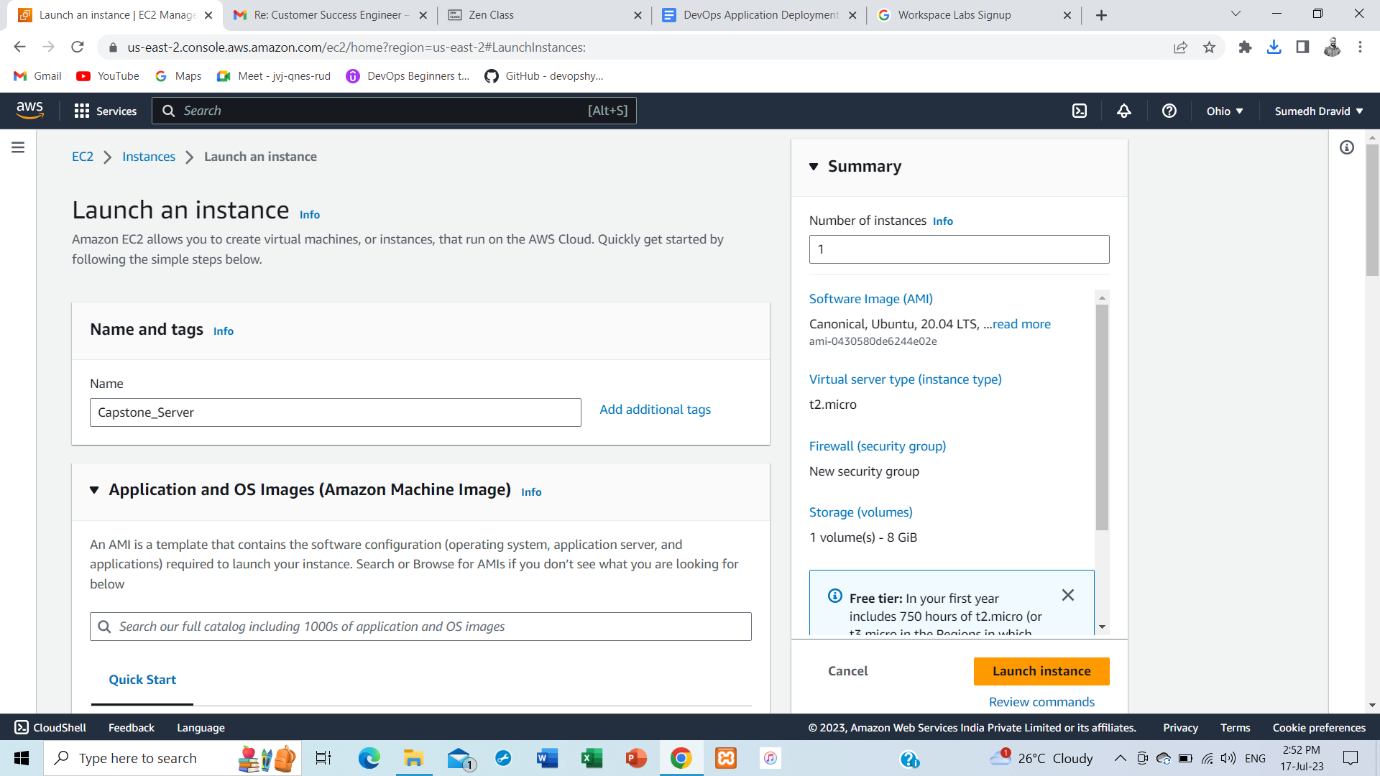 Launch an instance | EC2 Manage
Re: Customer Success Engineer –
Zen Class
DevOps Application Deployment
Workspace Labs Signup
us-east-2.console.aws.amazon.com/ec2/home?region=us-east-2#LaunchInstances:
Gmail
YouTube
Maps
Meet - jvj-qnes-rud
DevOps Beginners t...
GitHub - devopshy...
aws
Services
Search
[Alt+S]
Ohio
Sumedh Dravid
EC2
Instances
Launch an instance
Launch an instance Info
Amazon EC2 allows you to create virtual machines, or instances, that run on the AWS Cloud. Quickly get started by
following the simple steps below.
Name and tags Info
Name
Capstone_Server
Add additional tags
Application and OS Images (Amazon Machine Image) Info
An AMI is a template that contains the software configuration (operating system, application server, and
applications) required to launch your instance. Search or Browse for AMIs if you don't see what you are looking for
below
Search our full catalog including 1000s of application and OS images
Quick Start
Summary
Number of instances Info
1
Software Image (AMI)
Canonical, Ubuntu, 20.04 LTS, ...read more
ami-0430580de6244e02e
Virtual server type (instance type)
t2.micro
Firewall (security group)
New security group
Storage (volumes)
1 volume(s) - 8 GiB
Free tier: In your first year
includes 750 hours of t2.micro (or
t3.micro in the Regions in which
Cancel
Launch instance
Review commands
CloudShell
Feedback
Language
© 2023, Amazon Web Services India Private Limited or its affiliates.
Privacy
Terms
Cookie preferences
Type here to search
1
1
26°C Cloudy
ENG
2:52 PM
17-Jul-23